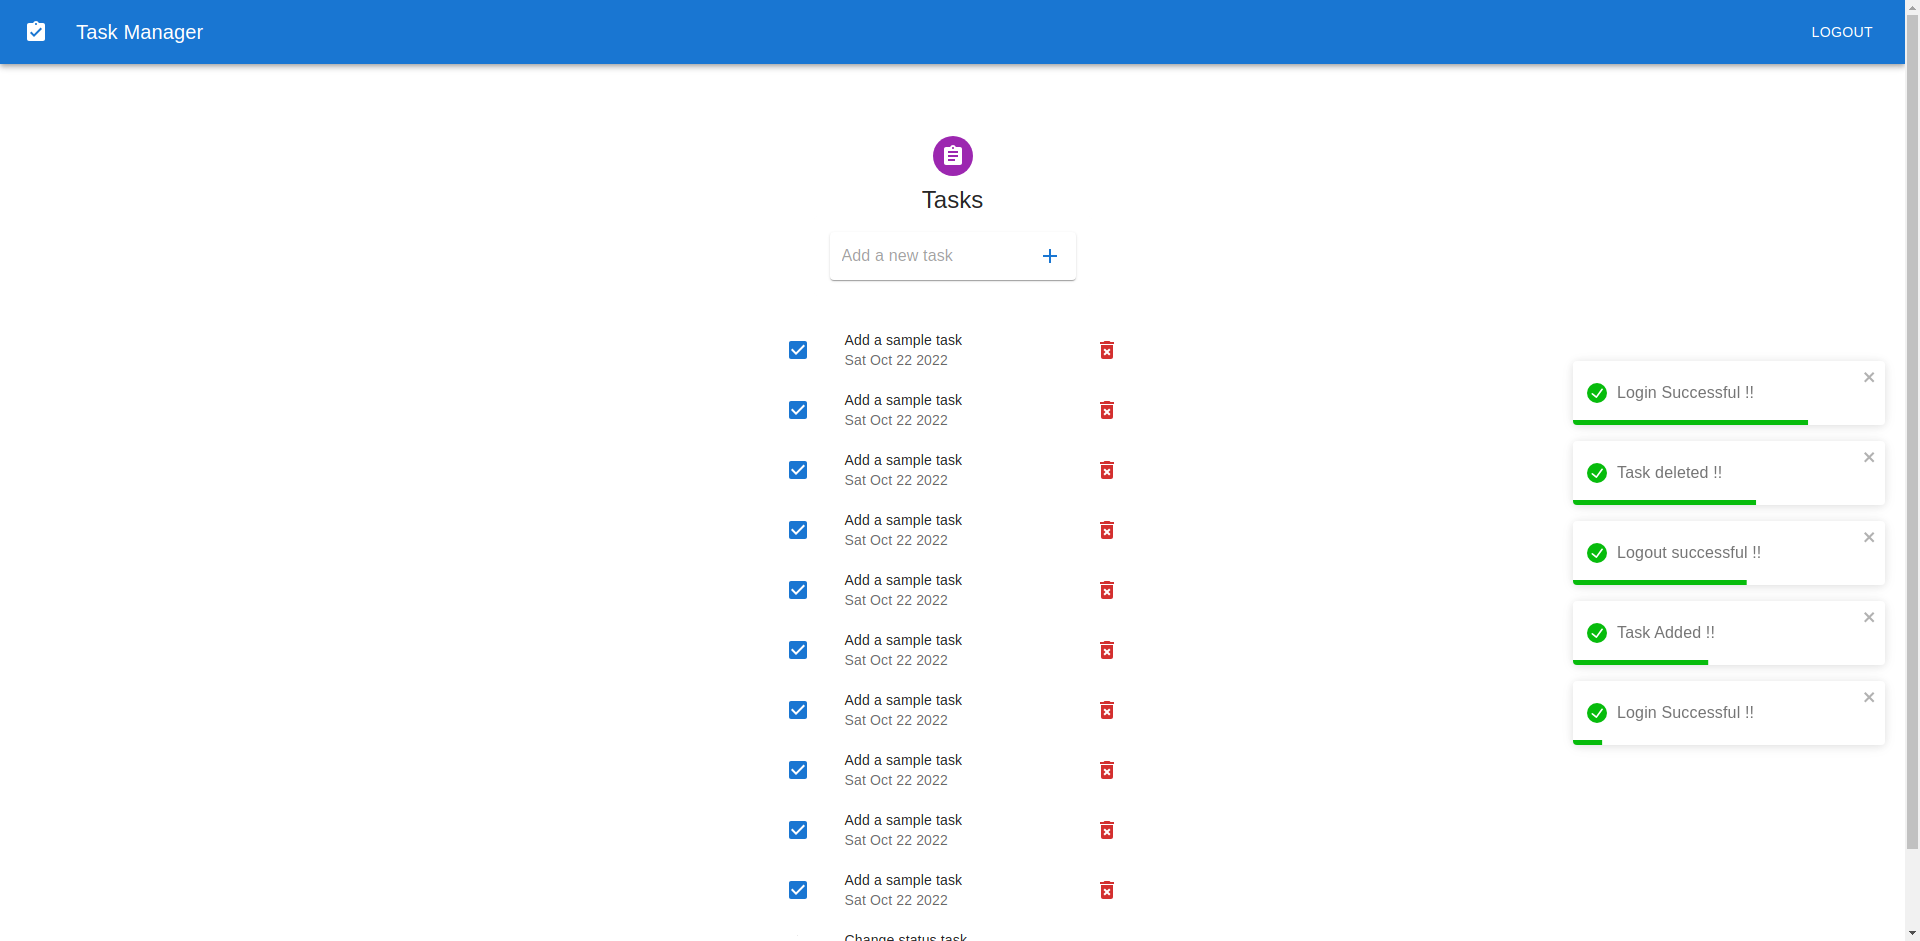 Task Manager
LOGOUT
Tasks
Add a new task
Add a sample task
Sat Oct 22 2022
Add a sample task
Sat Oct 22 2022
Add a sample task
Sat Oct 22 2022
Add a sample task
Sat Oct 22 2022
Add a sample task
Sat Oct 22 2022
Add a sample task
Sat Oct 22 2022
Add a sample task
Sat Oct 22 2022
Add a sample task
Sat Oct 22 2022
Add a sample task
Sat Oct 22 2022
Add a sample task
Sat Oct 22 2022
Change status task
Login Successful !!
Task deleted !!
Logout successful !!
Task Added !!
Login Successful !!